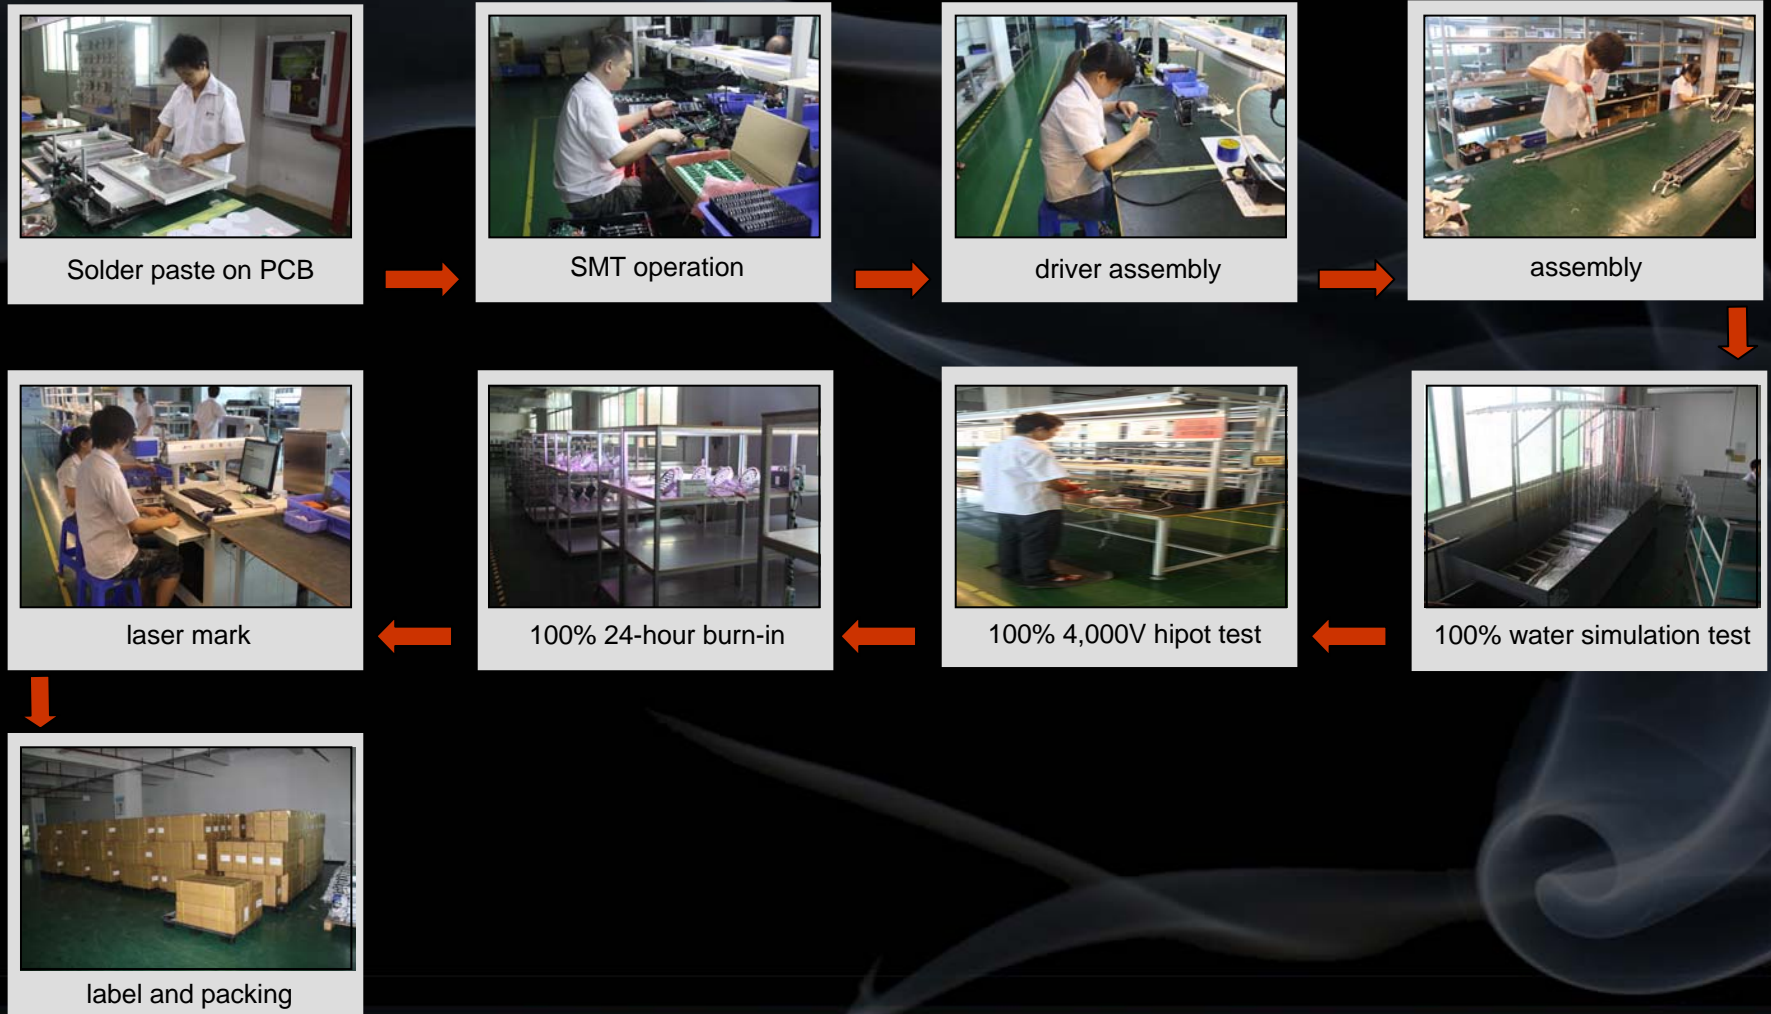 Solder paste on PCB
SMT operation
driver assembly
assembly
100% water simulation test
100% 4,000V hipot test
100% 24-hour burn-in
laser mark
label and packing